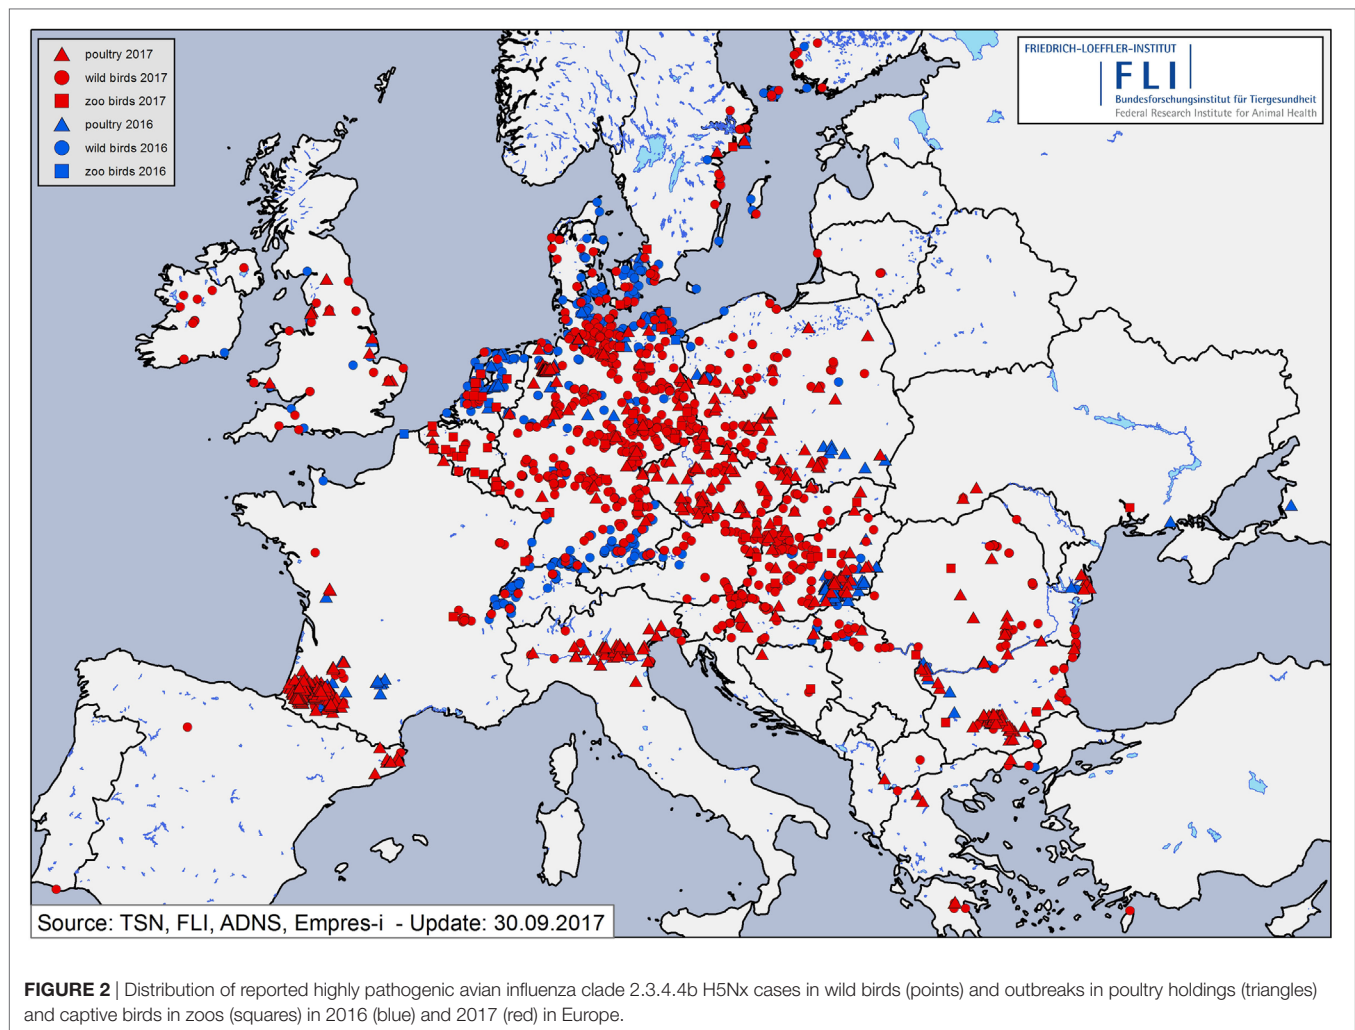 poultry 2017
wild birds 2017
zoo birds 2017
poultry 2016
wild birds 2016
zoo birds 2016
FRIEDRICH-LOEFFLER-INSTITUT
FLI
Bundesforschungsinstitut für Tiergesundheit
Federal Research Institute for Animal Health
Source: TSN, FLI, ADNS, Empres-i - Update: 30.09.2017
FIGURE 2 | Distribution of reported highly pathogenic avian influenza clade 2.3.4.4b H5Nx cases in wild birds (points) and outbreaks in poultry holdings (triangles)
and captive birds in zoos (squares) in 2016 (blue) and 2017 (red) in Europe.